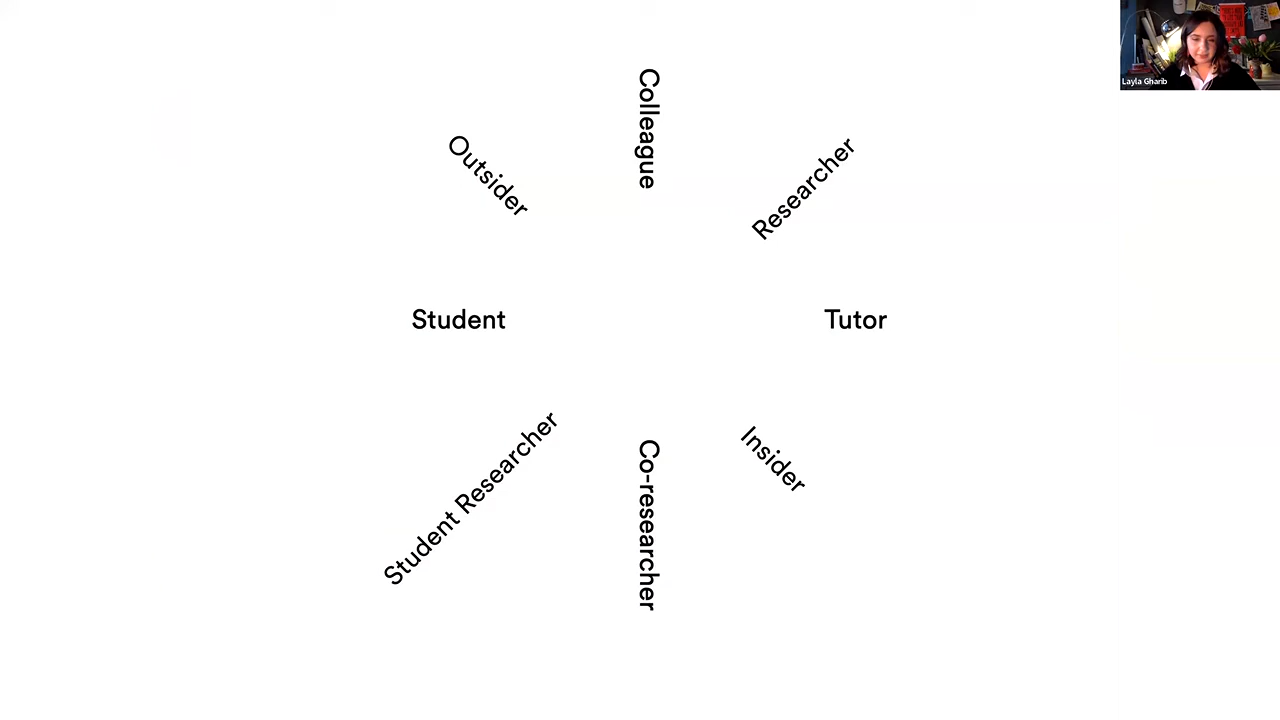 Layla Gharib
Colleague
Outsider
Researcher
Student
Tutor
Student Researcher
Co-researcher
Insider